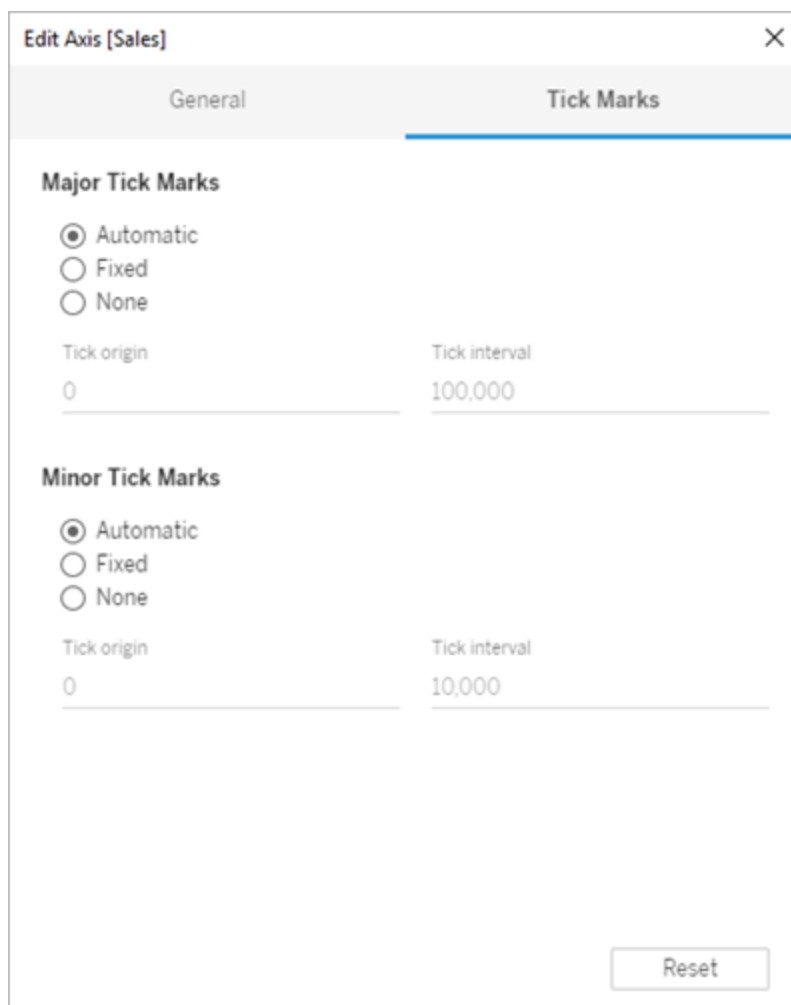 Edit Axis [Sales]
General Tick Marks
Major Tick Marks
Automatic
Fixed
None
Tick origin Tick interval
0 100,000
Minor Tick Marks
Automatic
Fixed
None
Tick origin Tick interval
0 10,000
Reset